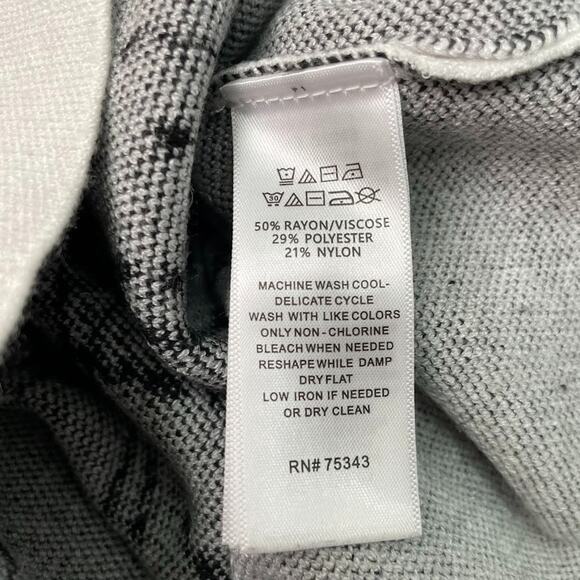 30
50% RAYON/VISCOSE
29% POLYESTER
21% NYLON
MACHINE WASH COOL-
DELICATE CYCLE
WASH WITH LIKE COLORS
ONLY NON-CHLORINE
BLEACH WHEN NEEDED
RESHAPE WHILE DAMP
DRY FLAT
LOW IRON IF NEEDED
OR DRY CLEAN
RN# 75343